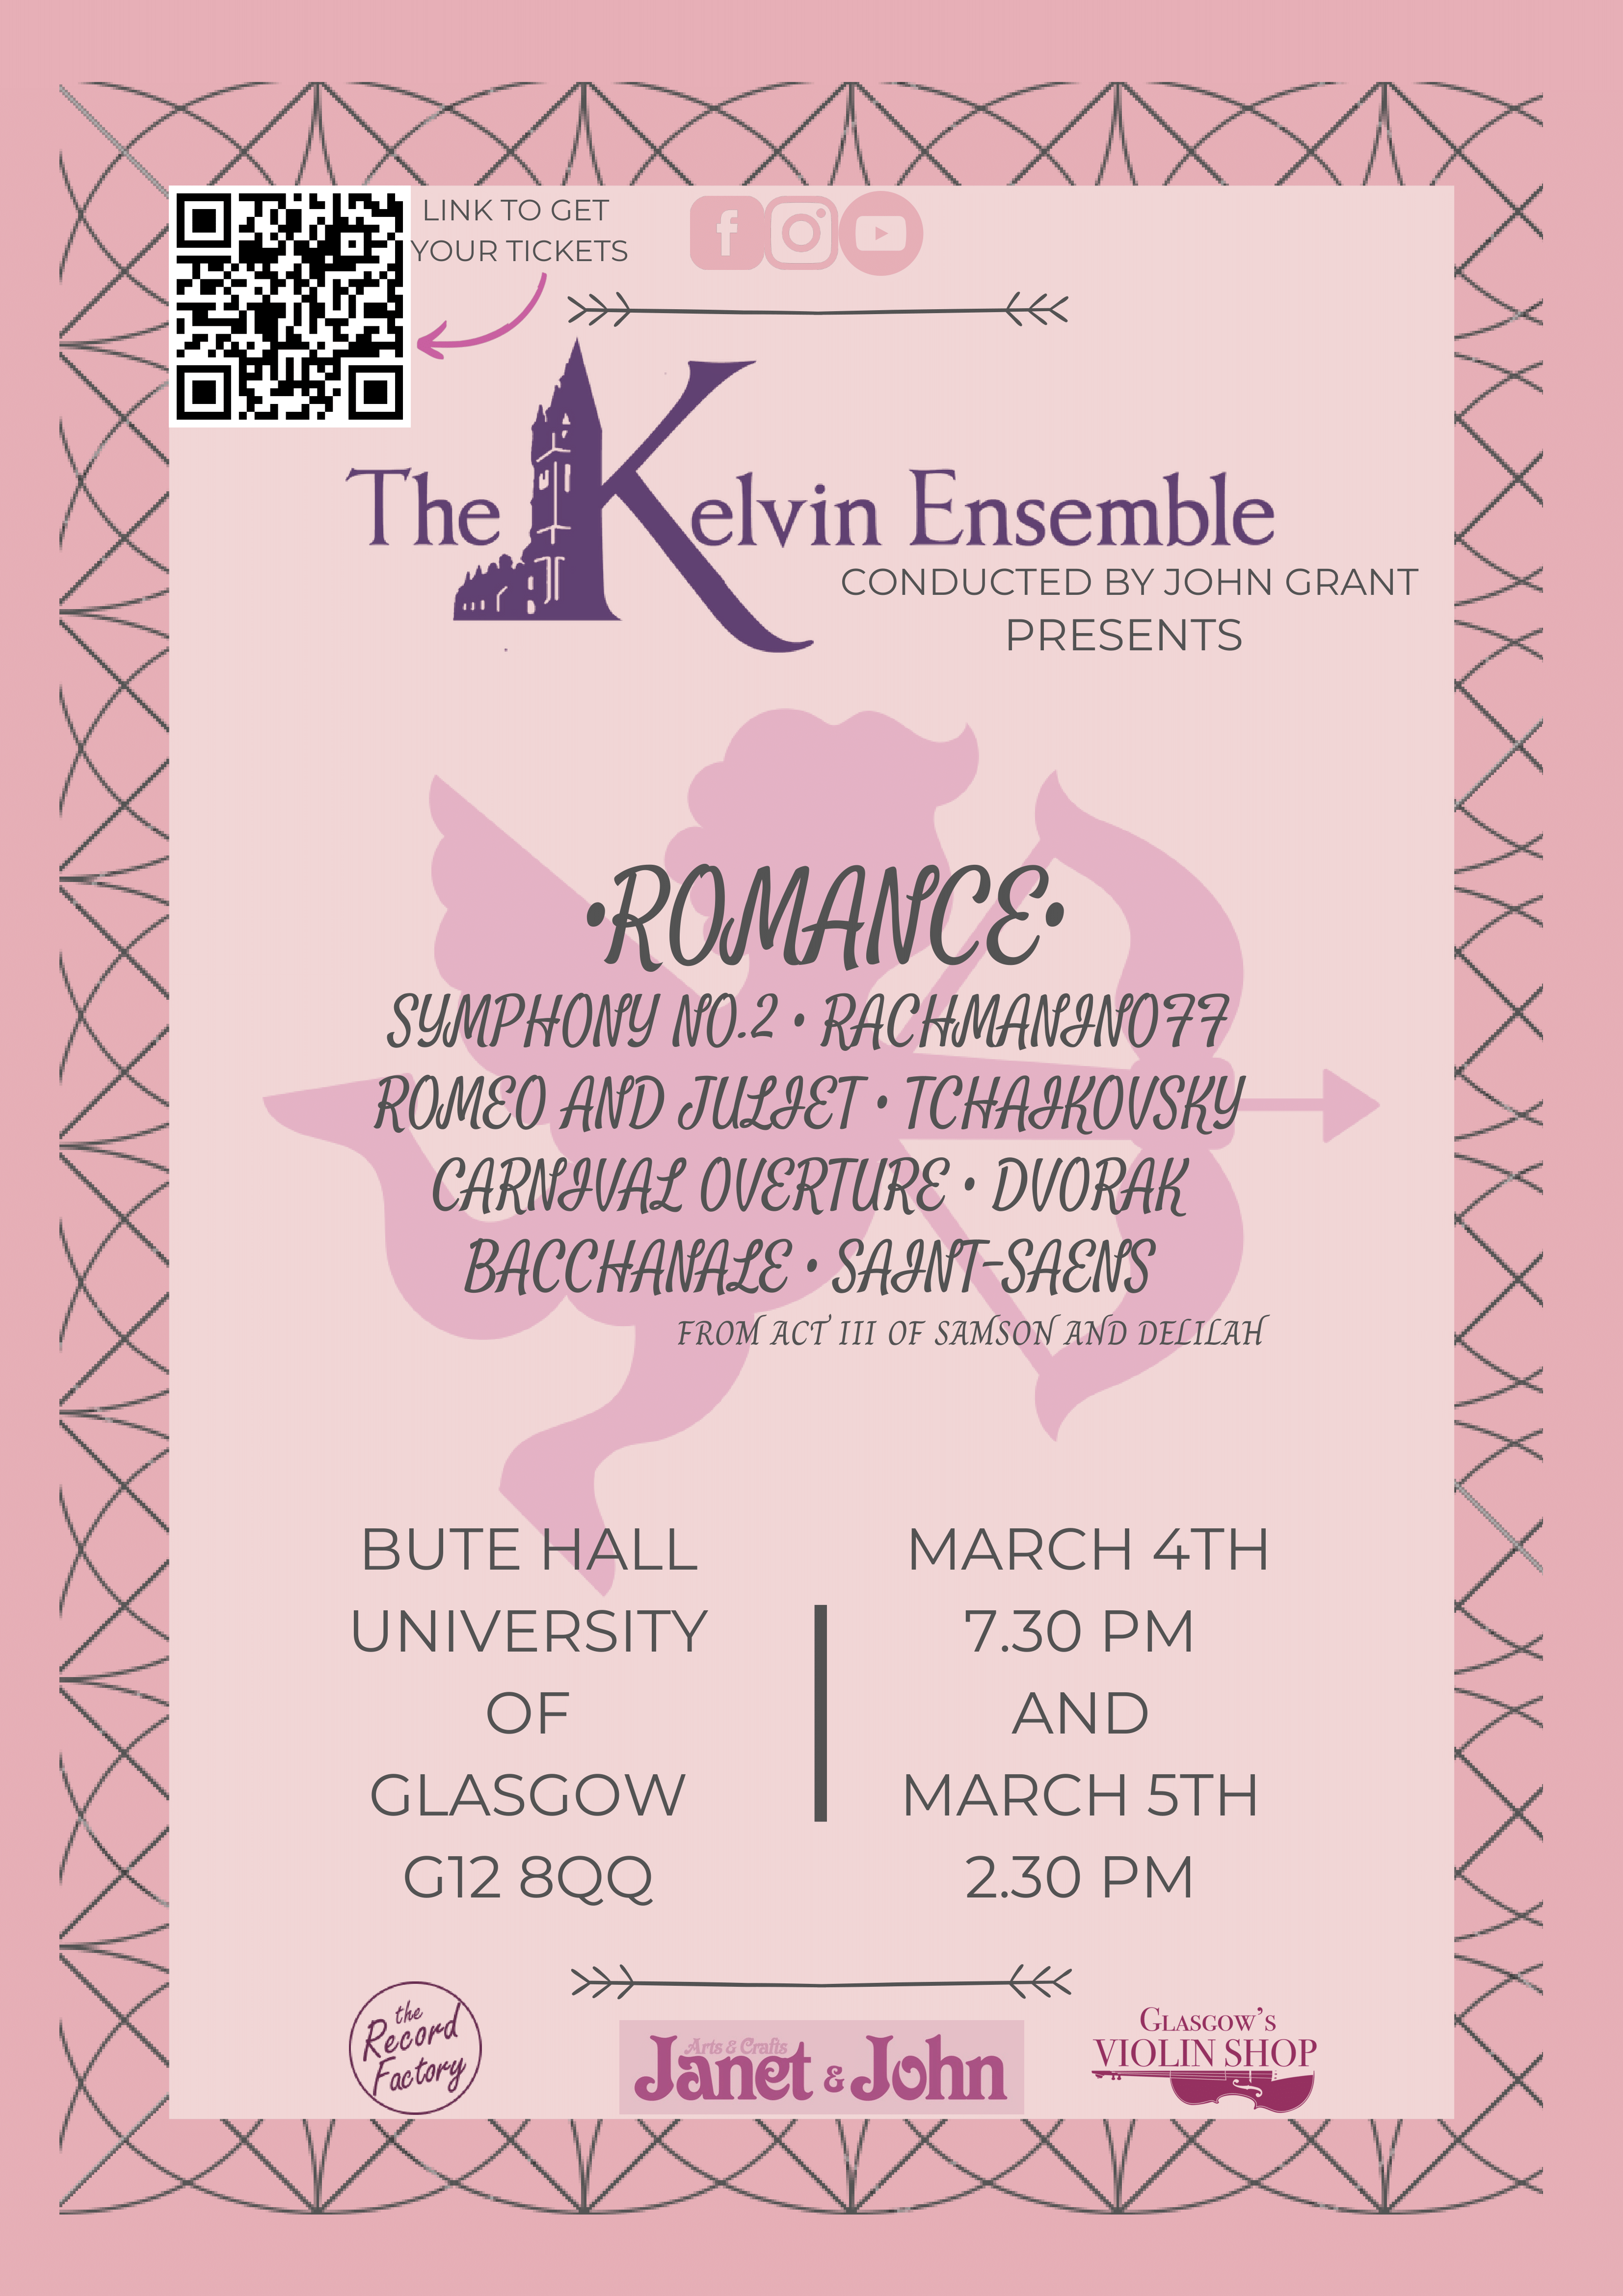 LINK TO GET
YOUR TICKETS
The Kelvin Ensemble
CONDUCTED BY JOHN GRANT
PRESENTS
•ROMANCE•
SYMPHONY NO.2 • RACHMANINOFF
ROMEO AND JULIET • TCHAIKOVSKY
CARNIVAL OVERTURE • DVORAK
BACCHANALE • SAINT-SAENS
FROM ACT III OF SAMSON AND DELILAH
BUTE HALL
UNIVERSITY
OF
GLASGOW
G12 8QQ
MARCH 4TH
7.30 PM
AND
MARCH 5TH
2.30 PM
the
Record
Factory
Arts & Crafts
Janet & John
GLASGOW'S
VIOLIN SHOP